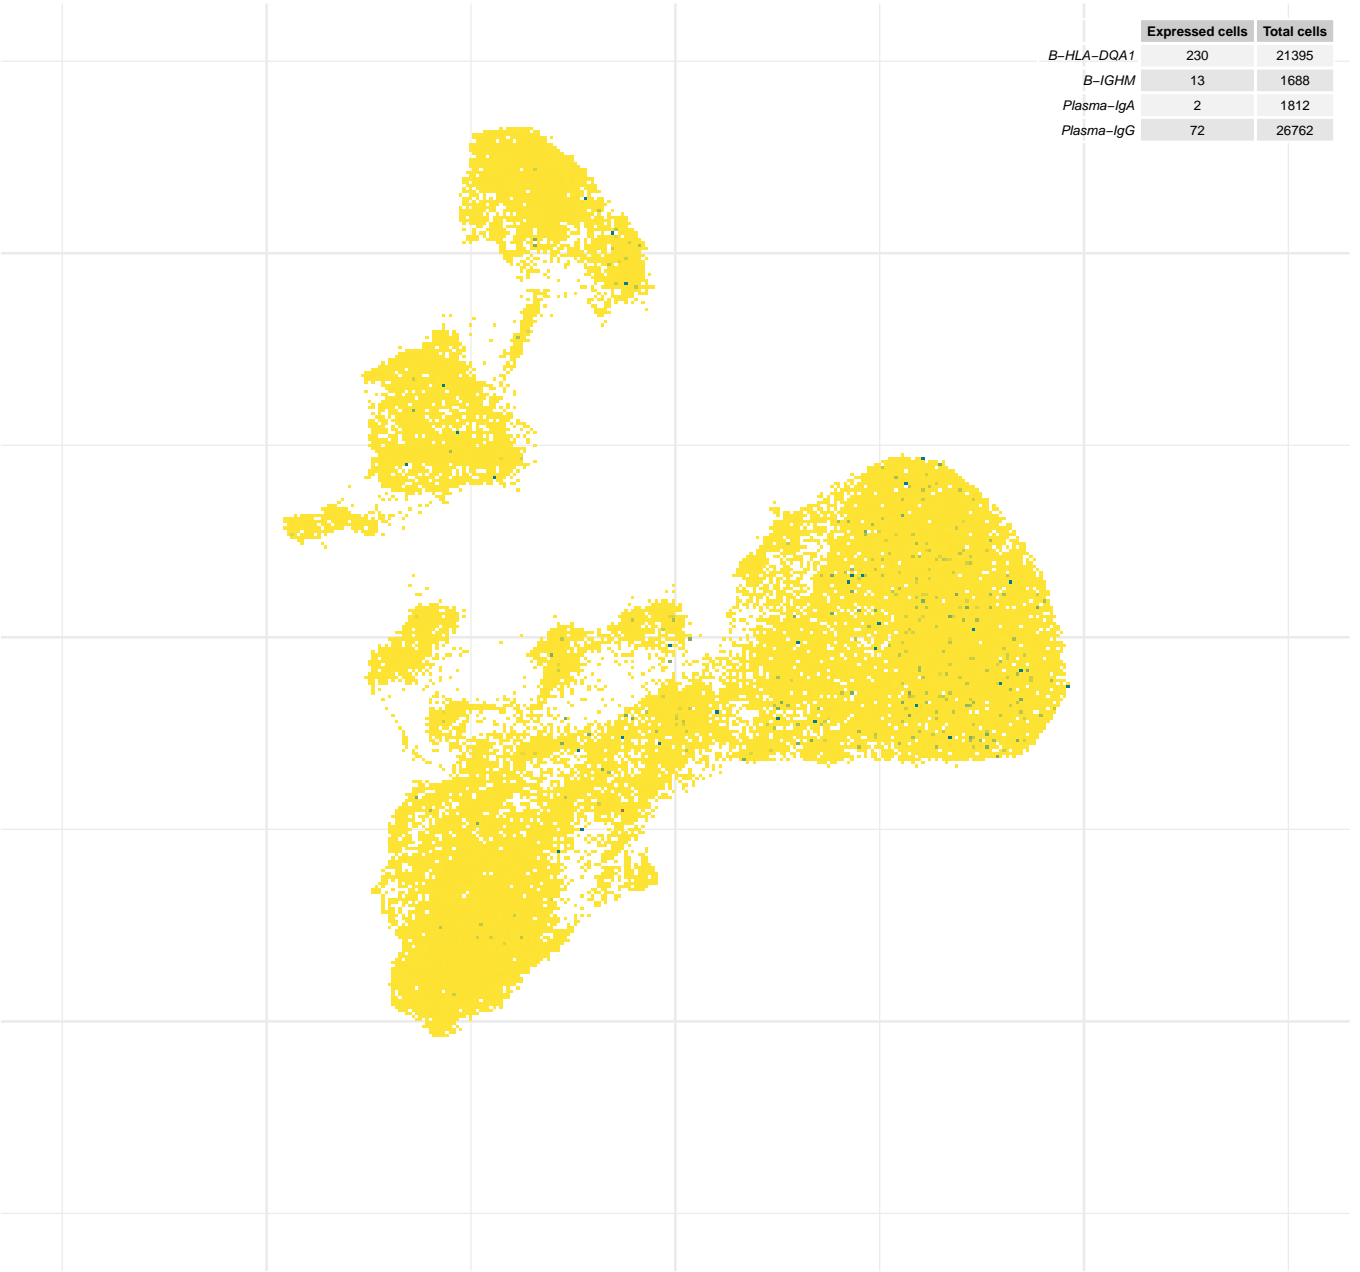 Expressed cells Total cells
B−HLA−DQA1 230 21395
B−IGHM 13 1688
Plasma−IgA 2 1812
Plasma−IgG 72 26762